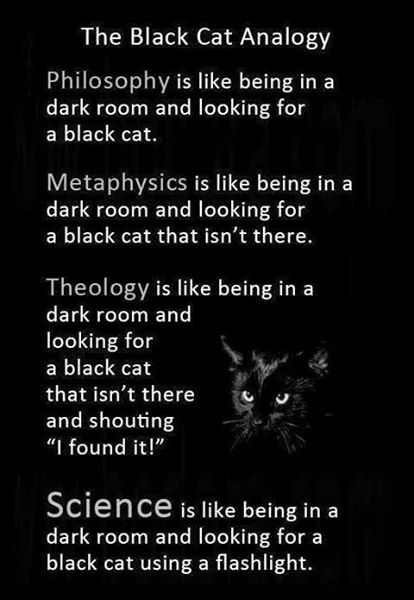 The Black Cat Analogy
Philosophy is like being in a
dark room and looking for
a black cat.
Metaphysics is like being in a
dark room and looking for
a black cat that isn’t there.
Theology is like being in a
dark room and
looking for
a black cat
that isn’t there
and shouting
“I found it!”
Science is like being in a
dark room and looking for a
black cat using a flashlight.